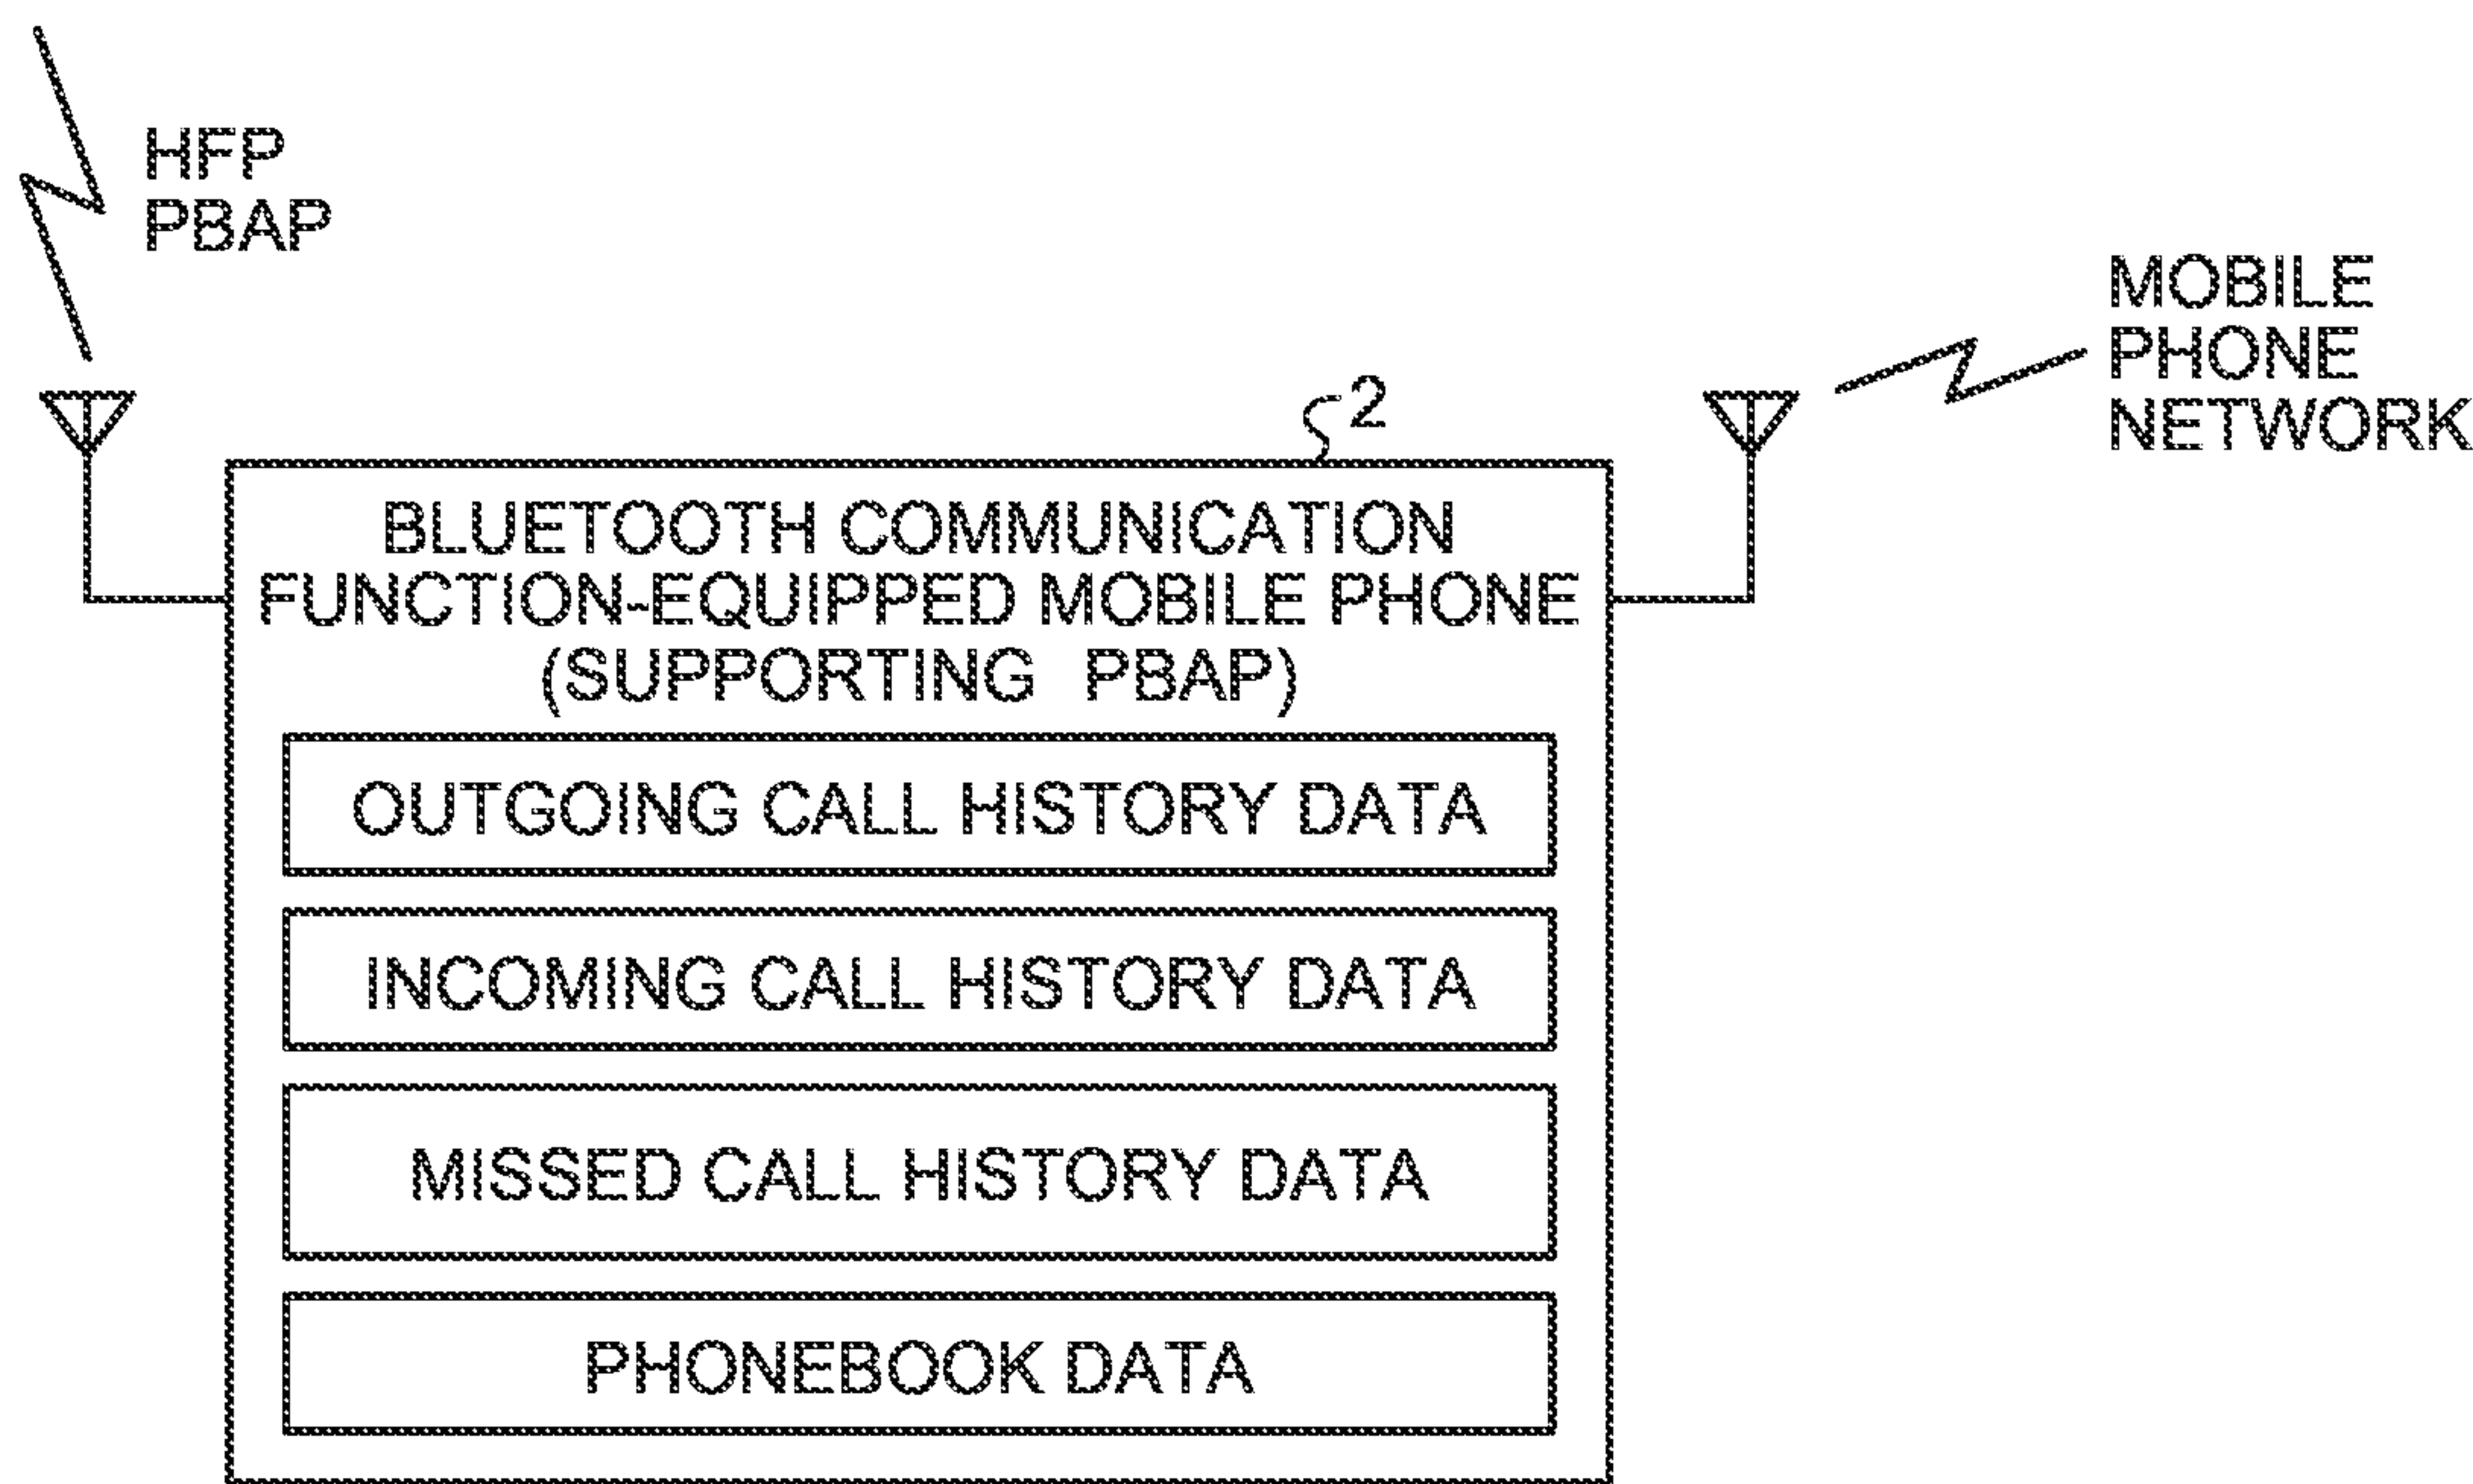 HFP
PBAP
MOBILE
PHONE
NETWORK
2
BLUETOOTH COMMUNICATION
FUNCTION-EQUIPPED MOBILE PHONE
(SUPPORTING PBAP)
OUTGOING CALL HISTORY DATA
INCOMING CALL HISTORY DATA
MISSED CALL HISTORY DATA
PHONEBOOK DATA